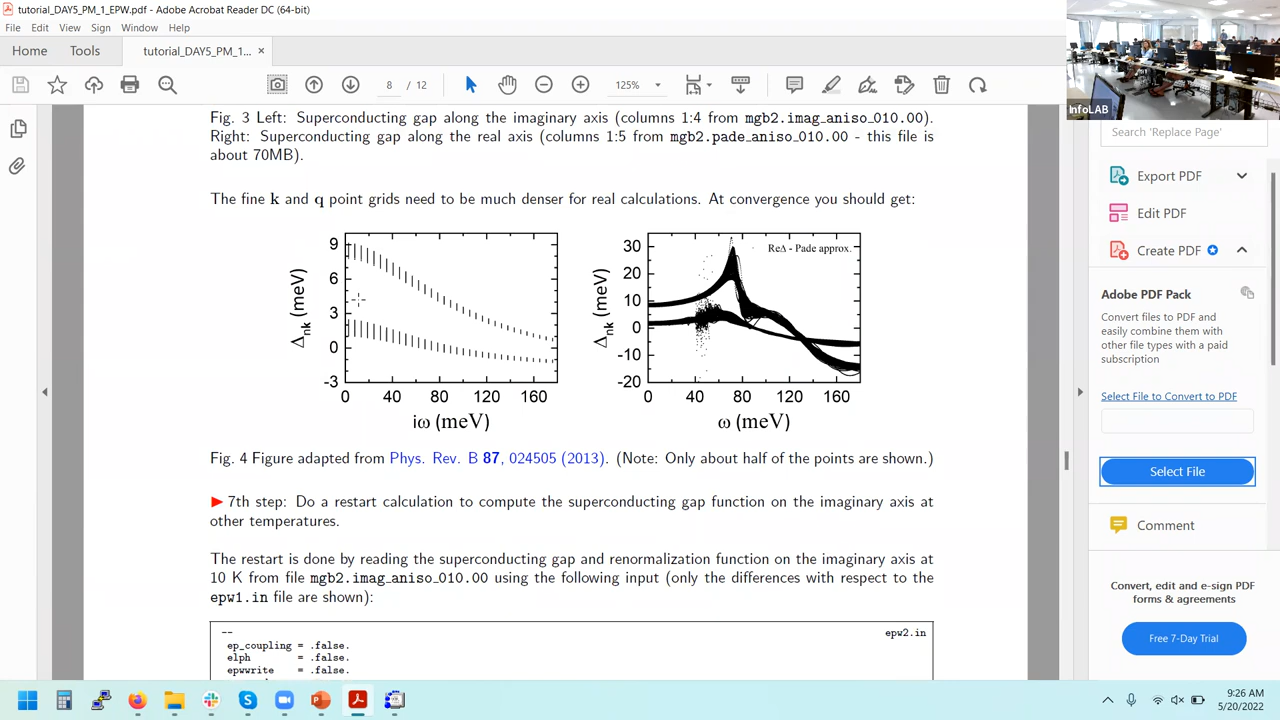 tutorial_DAY5_PM_1_EPW.pdf - Adobe Acrobat Reader DC (64-bit)
File Edit View Sign Window Help
Home Tools tutorial_DAY5_PM_1... ×
8 / 12 125%
InfoLAB
Fig. 3 Left: Superconducting gap along the imaginary axis (columns 1:4 from mgb2.imag_aniso_010.00).
Right: Superconducting gap along the real axis (columns 1:5 from mgb2.pade_aniso_010.00 - this file is
about 70MB).
The fine k and q point grids need to be much denser for real calculations. At convergence you should get:
9
6
3
0
-3
Δnk (meV)
0 40 80 120 160
iω (meV)
ReΔ - Pade approx.
30
20
10
0
-10
-20
Δnk (meV)
0 40 80 120 160
ω (meV)
Fig. 4 Figure adapted from Phys. Rev. B 87, 024505 (2013). (Note: Only about half of the points are shown.)
▶ 7th step: Do a restart calculation to compute the superconducting gap function on the imaginary axis at
other temperatures.
The restart is done by reading the superconducting gap and renormalization function on the imaginary axis at
10 K from file mgb2.imag_aniso_010.00 using the following input (only the differences with respect to the
epw1.in file are shown):
-- epw2.in
ep_coupling = .false.
elph = .false.
epwwrite = .false.
Search 'Replace Page'
Export PDF
Edit PDF
Create PDF
Adobe PDF Pack
Convert files to PDF and
easily combine them with
other file types with a paid
subscription
Select File to Convert to PDF
Select File
Comment
Convert, edit and e-sign PDF
forms & agreements
Free 7-Day Trial
9:26 AM
5/20/2022